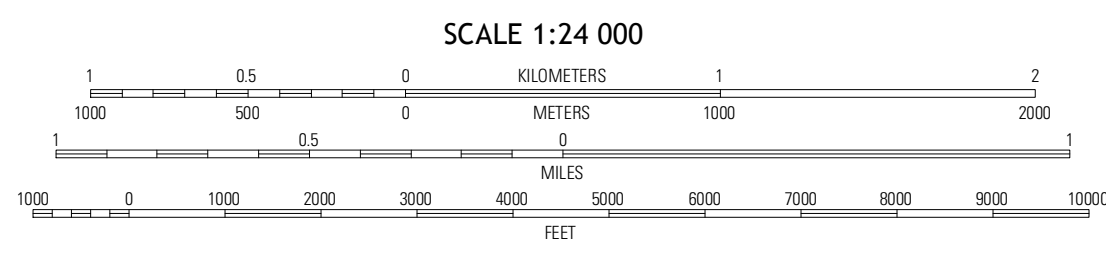 SCALE 1:24 000
1 0.5 0 KILOMETERS 1 2
1000 500 0 METERS 1000 2000
1 0.5 0 1
MILES
1000 0 1000 2000 3000 4000 5000 6000 7000 8000 9000 10000
FEET